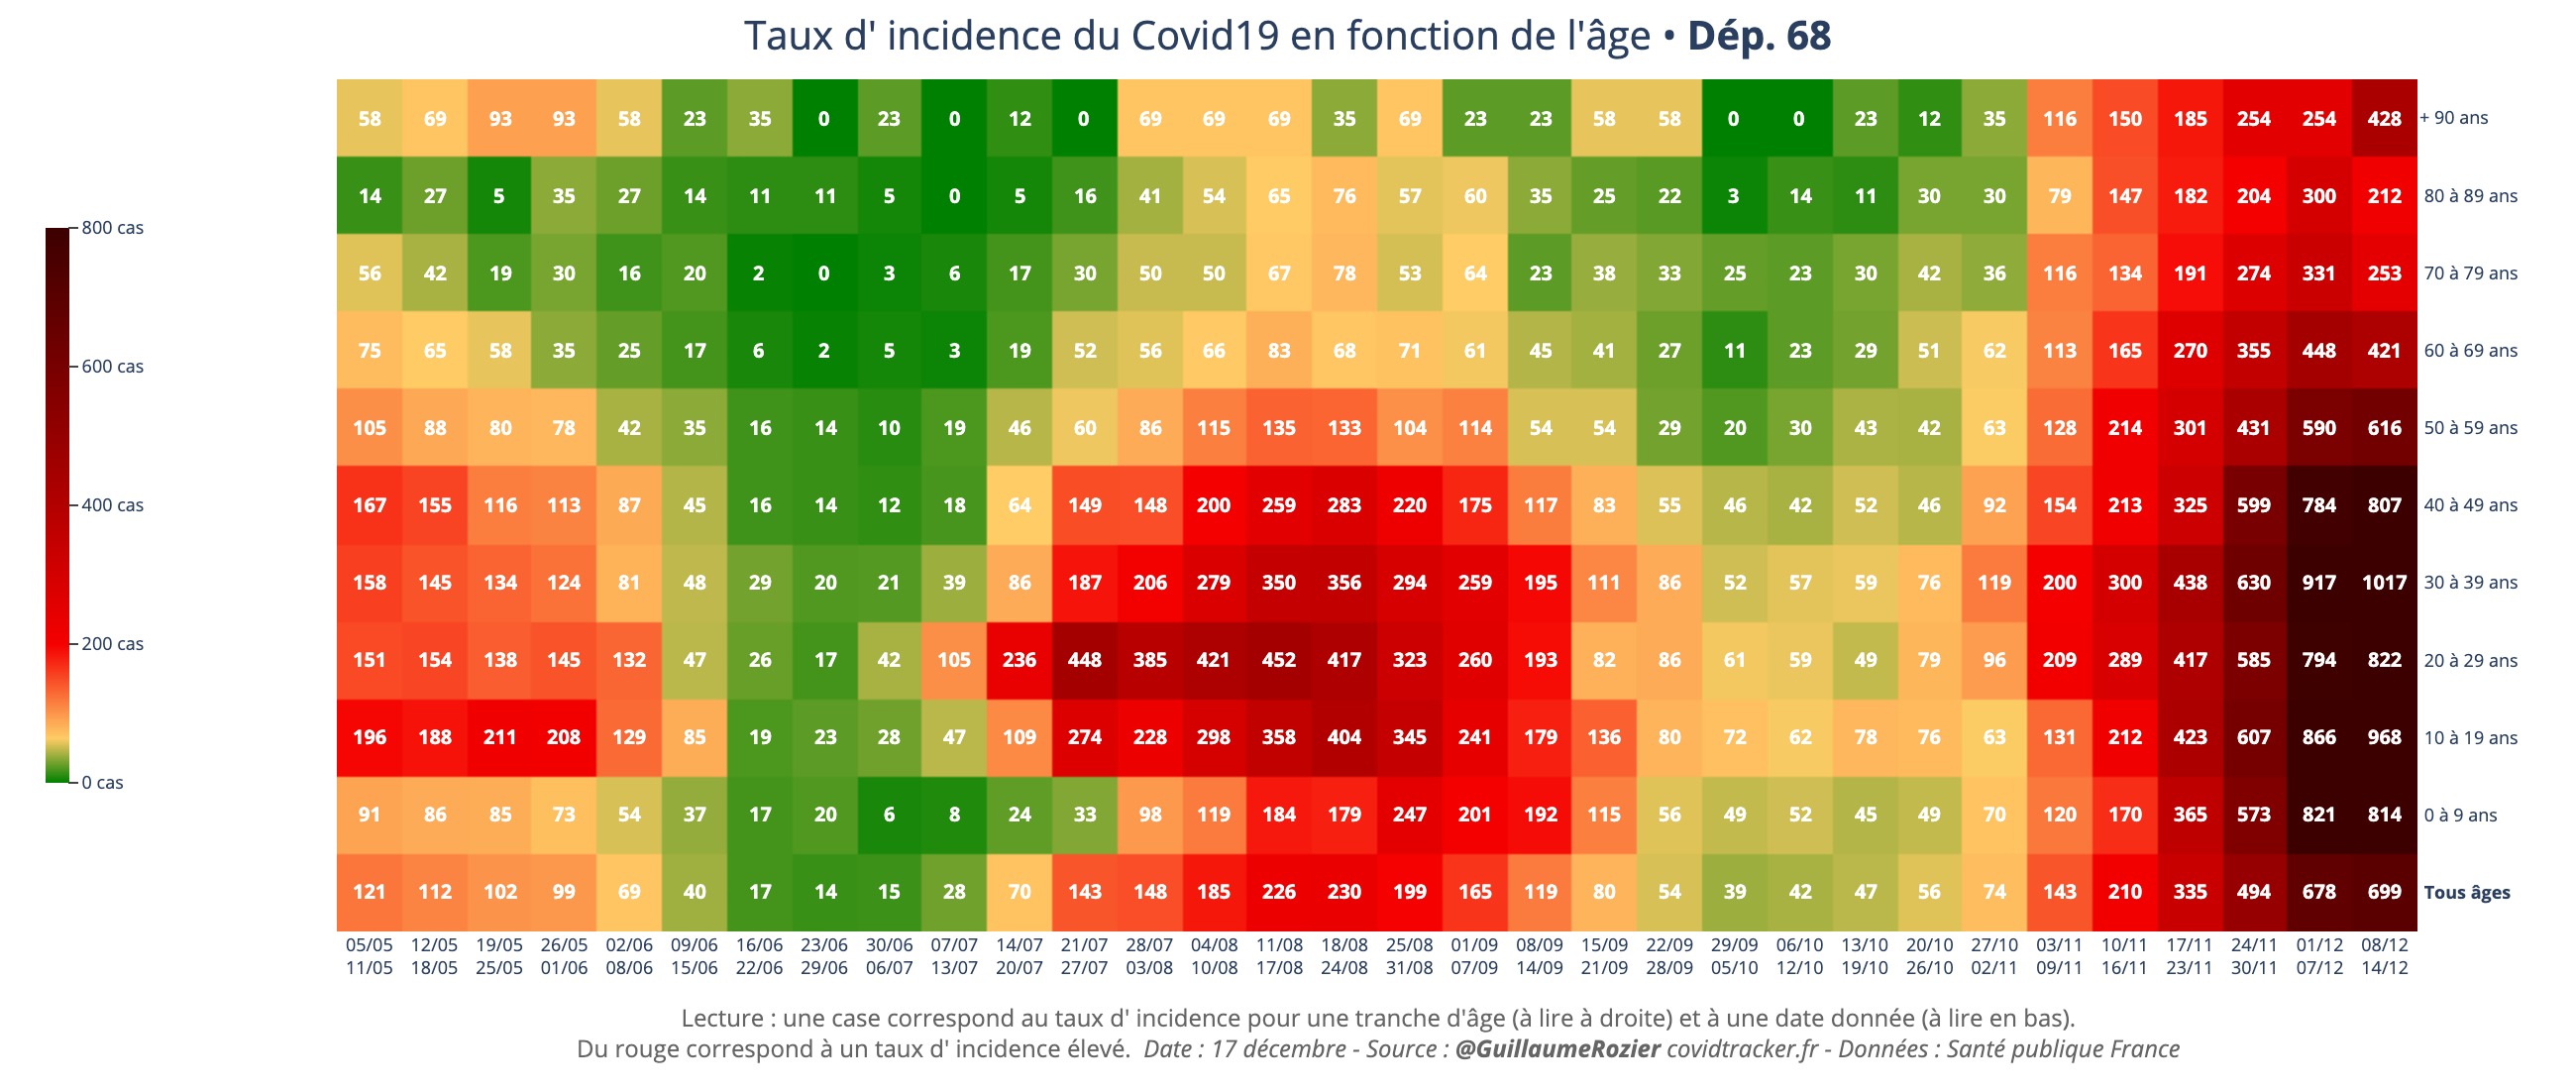 Taux d' incidence du Covid19 en fonction de l'âge • Dép. 68
800 cas
600 cas
400 cas
200 cas
0 cas
58 69 93 93 58 23 35 0 23 0 12 0 69 69 69 35 69 23 23 58 58 0 0 23 12 35 116 150 185 254 254 428 + 90 ans
14 27 5 35 27 14 11 11 5 0 5 16 41 54 65 76 57 60 35 25 22 3 14 11 30 30 79 147 182 204 300 212 80 à 89 ans
56 42 19 30 16 20 2 0 3 6 17 30 50 50 67 78 53 64 23 38 33 25 23 30 42 36 116 134 191 274 331 253 70 à 79 ans
75 65 58 35 25 17 6 2 5 3 19 52 56 66 83 68 71 61 45 41 27 11 23 29 51 62 113 165 270 355 448 421 60 à 69 ans
105 88 80 78 42 35 16 14 10 19 46 60 86 115 135 133 104 114 54 54 29 20 30 43 42 63 128 214 301 431 590 616 50 à 59 ans
167 155 116 113 87 45 16 14 12 18 64 149 148 200 259 283 220 175 117 83 55 46 42 52 46 92 154 213 325 599 784 807 40 à 49 ans
158 145 134 124 81 48 29 20 21 39 86 187 206 279 350 356 294 259 195 111 86 52 57 59 76 119 200 300 438 630 917 1017 30 à 39 ans
151 154 138 145 132 47 26 17 42 105 236 448 385 421 452 417 323 260 193 82 86 61 59 49 79 96 209 289 417 585 794 822 20 à 29 ans
196 188 211 208 129 85 19 23 28 47 109 274 228 298 358 404 345 241 179 136 80 72 62 78 76 63 131 212 423 607 866 968 10 à 19 ans
91 86 85 73 54 37 17 20 6 8 24 33 98 119 184 179 247 201 192 115 56 49 52 45 49 70 120 170 365 573 821 814 0 à 9 ans
121 112 102 99 69 40 17 14 15 28 70 143 148 185 226 230 199 165 119 80 54 39 42 47 56 74 143 210 335 494 678 699 Tous âges
05/05 12/05 19/05 26/05 02/06 09/06 16/06 23/06 30/06 07/07 14/07 21/07 28/07 04/08 11/08 18/08 25/08 01/09 08/09 15/09 22/09 29/09 06/10 13/10 20/10 27/10 03/11 10/11 17/11 24/11 01/12 08/12
11/05 18/05 25/05 01/06 08/06 15/06 22/06 29/06 06/07 13/07 20/07 27/07 03/08 10/08 17/08 24/08 31/08 07/09 14/09 21/09 28/09 05/10 12/10 19/10 26/10 02/11 09/11 16/11 23/11 30/11 07/12 14/12
Lecture : une case correspond au taux d' incidence pour une tranche d'âge (à lire à droite) et à une date donnée (à lire en bas).
Du rouge correspond à un taux d' incidence élevé. Date : 17 décembre - Source : @GuillaumeRozier covidtracker.fr - Données : Santé publique France